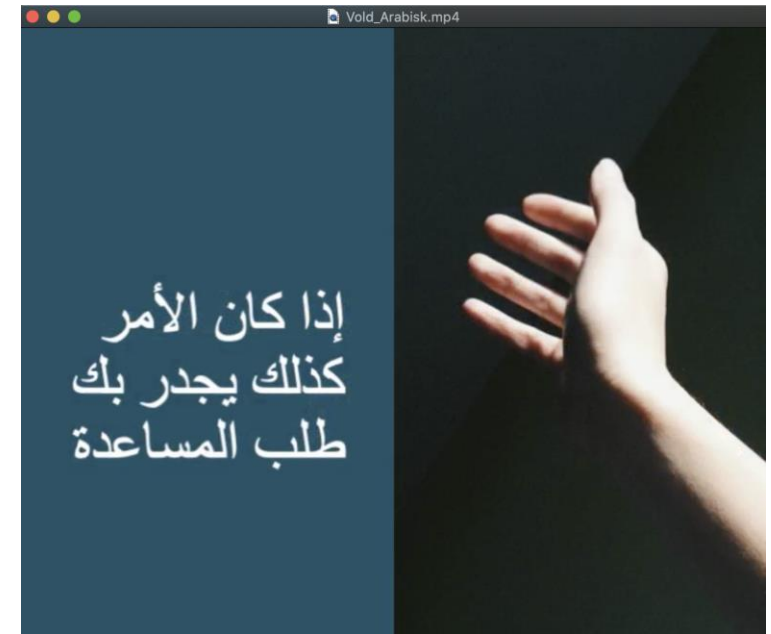 Vold_Arabisk.mp4
إذا كان الأمر
كذلك يجدر بك
طلب المساعدة